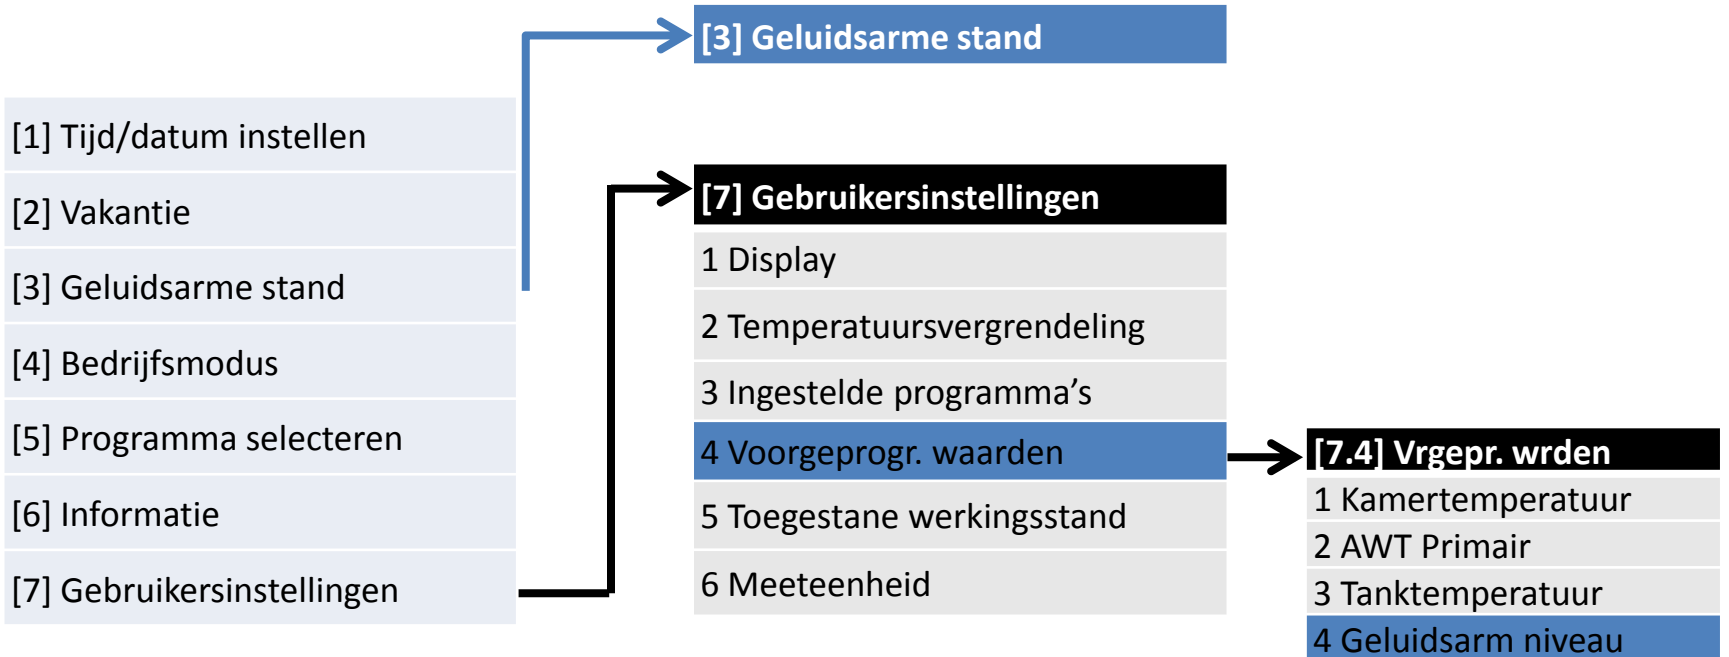 [3] Geluidsarme stand
[1] Tijd/datum instellen
[2] Vakantie
[3] Geluidsarme stand
[4] Bedrijfsmodus
[5] Programma selecteren
[6] Informatie
[7] Gebruikersinstellingen
[7] Gebruikersinstellingen
1 Display
2 Temperatuursvergrendeling
3 Ingestelde programma’s
4 Voorgeprogr. waarden
5 Toegestane werkingsstand
6 Meeteenheid
[7.4] Vrgepr. wrden
1 Kamertemperatuur
2 AWT Primair
3 Tanktemperatuur
4 Geluidsarm niveau